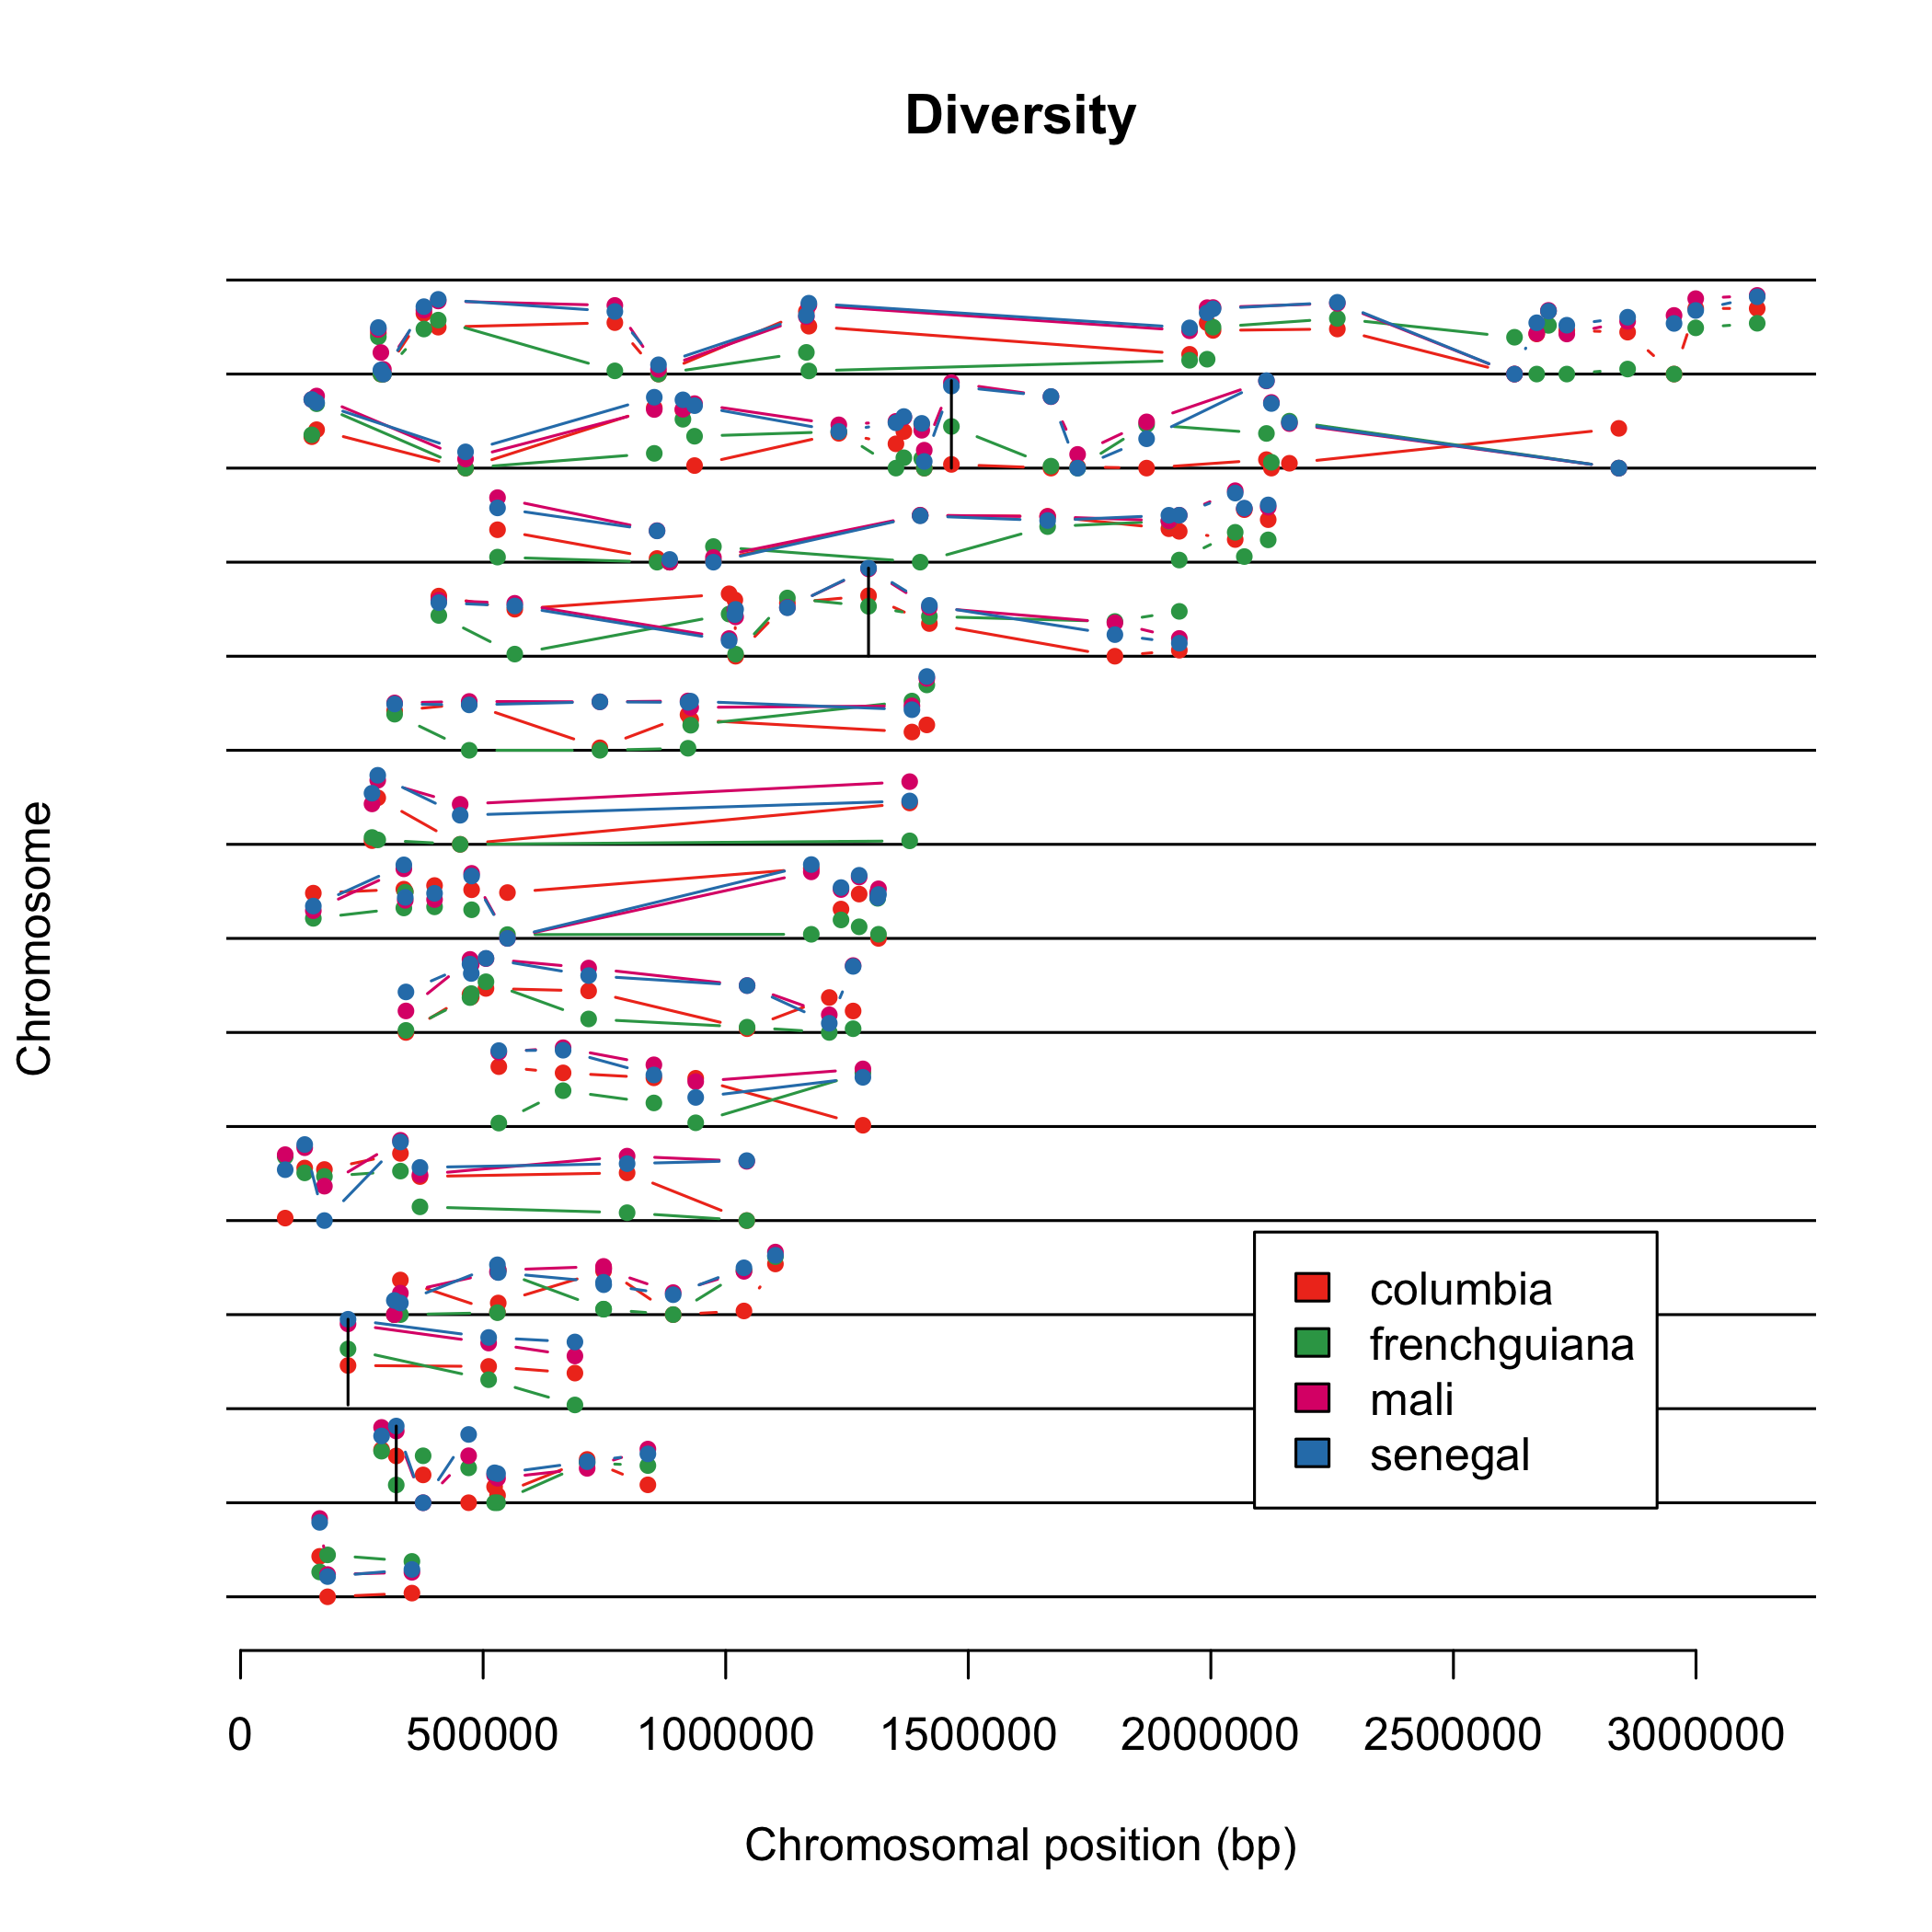 Diversity
Chromosome
columbia
frenchguiana
mali
senegal
0 500000 1000000 1500000 2000000 2500000 3000000
Chromosomal position (bp)